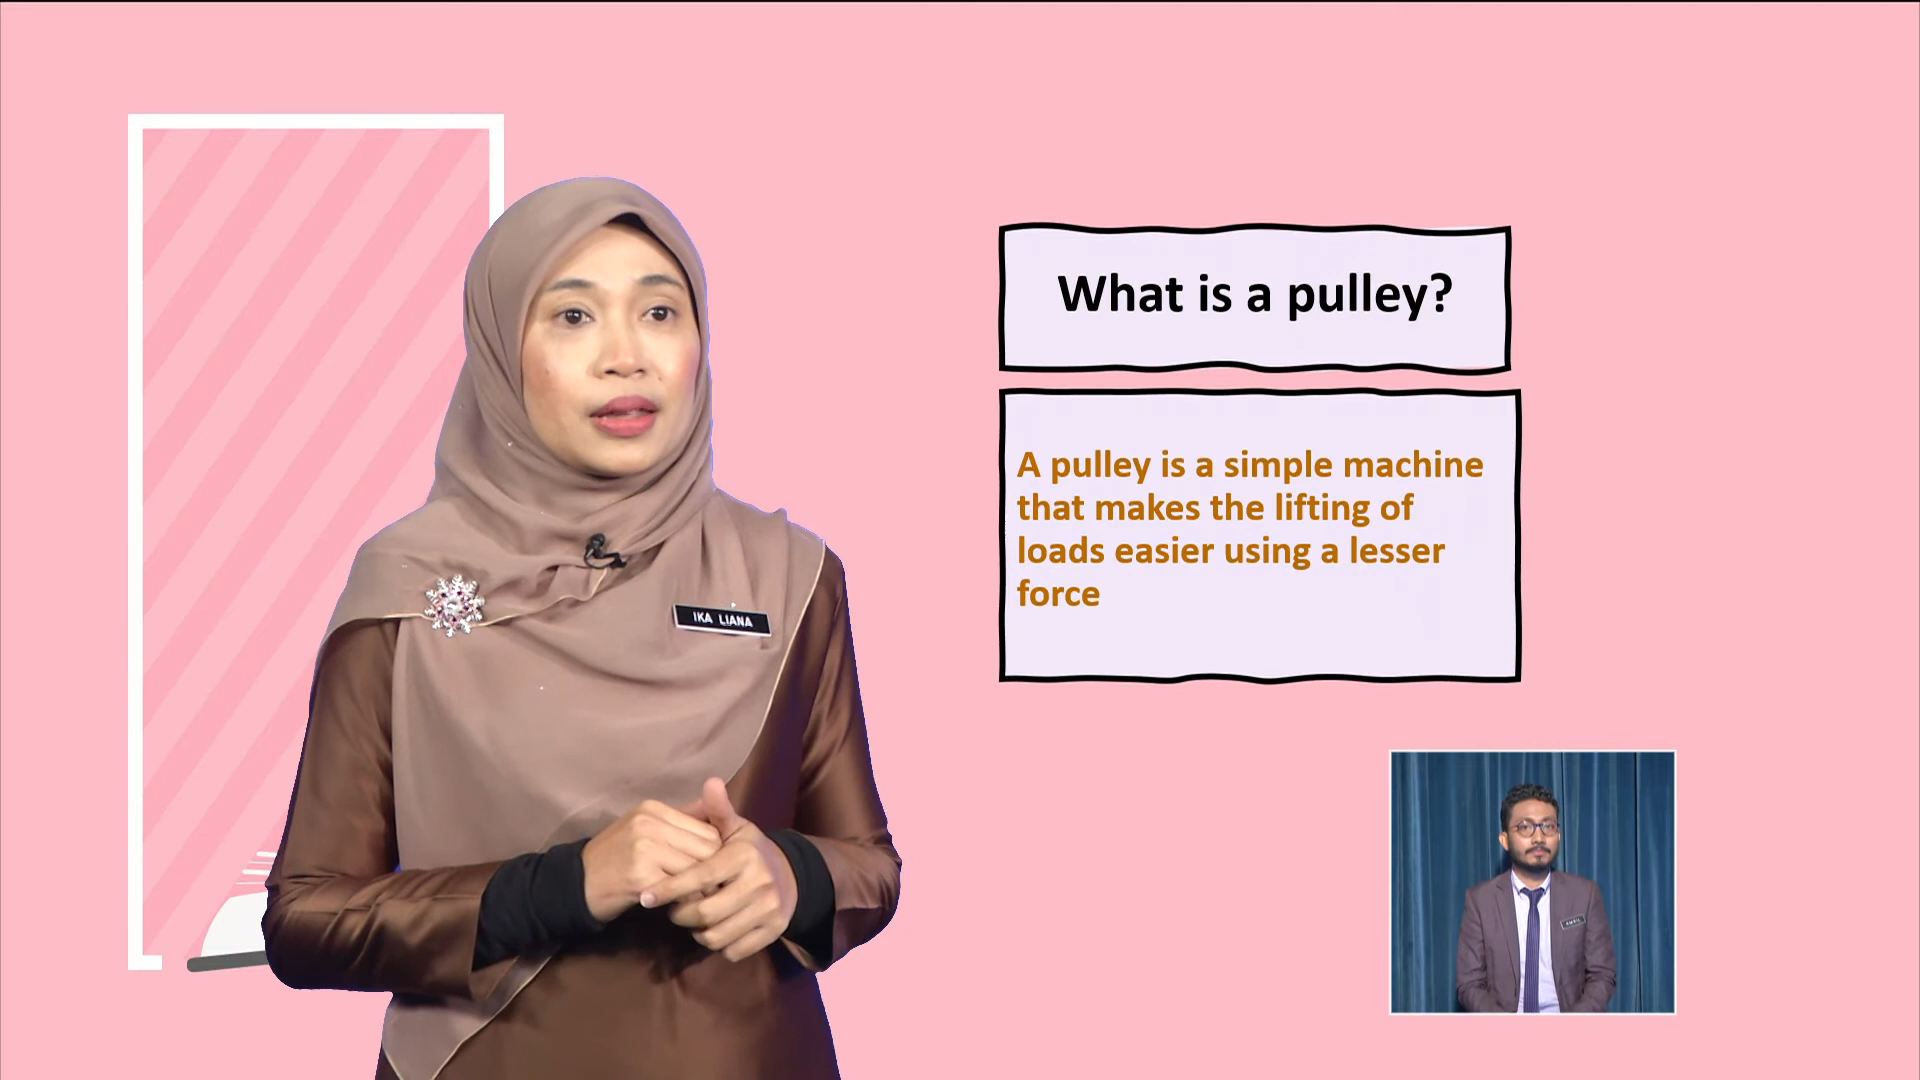 What is a pulley?
A pulley is a simple machine
that makes the lifting of
loads easier using a lesser
force
IKA LIANA